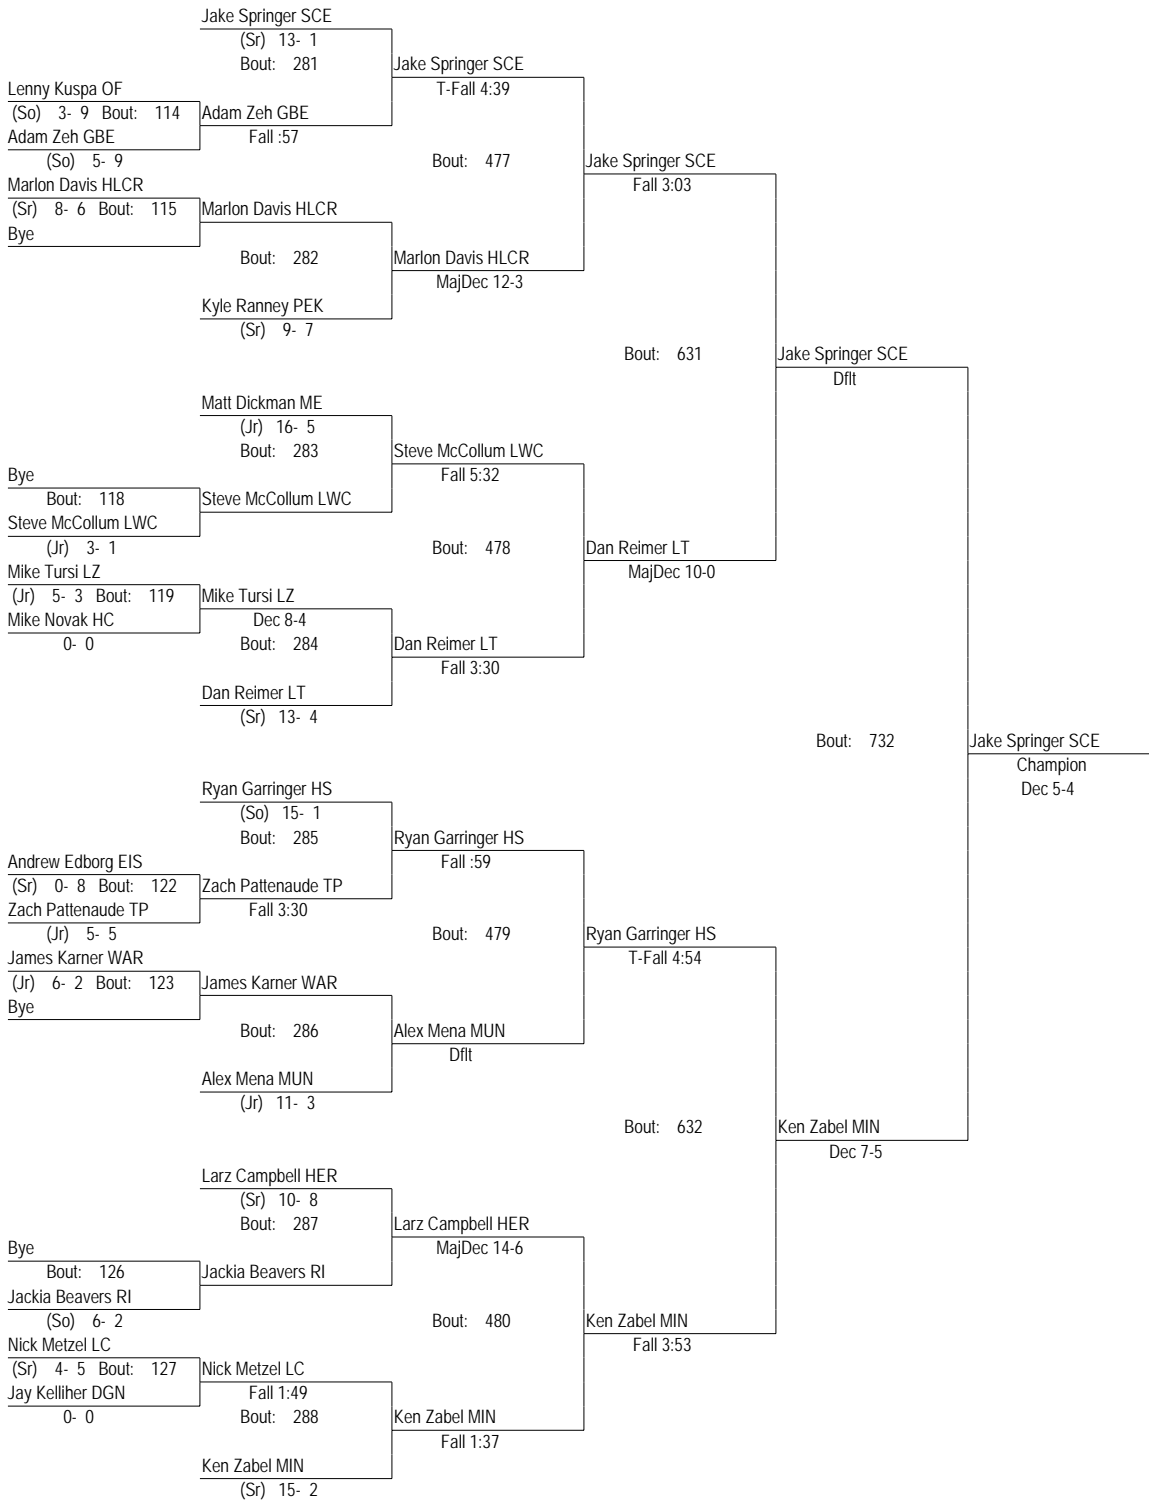 Jake Springer SCE
(Sr) 13- 1
Bout: 281
Jake Springer SCE
T-Fall 4:39
Lenny Kuspa OF
(So) 3- 9 Bout: 114
Adam Zeh GBE
Fall :57
Adam Zeh GBE
(So) 5- 9
Bout: 477
Jake Springer SCE
Fall 3:03
Marlon Davis HLCR
(Sr) 8- 6 Bout: 115
Marlon Davis HLCR
Bye
Bout: 282
Marlon Davis HLCR
MajDec 12-3
Kyle Ranney PEK
(Sr) 9- 7
Bout: 631
Jake Springer SCE
Dflt
Matt Dickman ME
(Jr) 16- 5
Bout: 283
Steve McCollum LWC
Fall 5:32
Bye
Bout: 118
Steve McCollum LWC
Steve McCollum LWC
(Jr) 3- 1
Bout: 478
Dan Reimer LT
MajDec 10-0
Mike Tursi LZ
(Jr) 5- 3 Bout: 119
Mike Tursi LZ
Dec 8-4
Mike Novak HC
0- 0
Bout: 284
Dan Reimer LT
Fall 3:30
Dan Reimer LT
(Sr) 13- 4
Bout: 732
Jake Springer SCE
Champion
Dec 5-4
Ryan Garringer HS
(So) 15- 1
Bout: 285
Ryan Garringer HS
Fall :59
Andrew Edborg EIS
(Sr) 0- 8 Bout: 122
Zach Pattenaude TP
Fall 3:30
Zach Pattenaude TP
(Jr) 5- 5
Bout: 479
Ryan Garringer HS
T-Fall 4:54
James Karner WAR
(Jr) 6- 2 Bout: 123
James Karner WAR
Bye
Bout: 286
Alex Mena MUN
Dflt
Alex Mena MUN
(Jr) 11- 3
Bout: 632
Ken Zabel MIN
Dec 7-5
Larz Campbell HER
(Sr) 10- 8
Bout: 287
Larz Campbell HER
MajDec 14-6
Bye
Bout: 126
Jackia Beavers RI
Jackia Beavers RI
(So) 6- 2
Bout: 480
Ken Zabel MIN
Fall 3:53
Nick Metzel LC
(Sr) 4- 5 Bout: 127
Nick Metzel LC
Fall 1:49
Jay Kelliher DGN
0- 0
Bout: 288
Ken Zabel MIN
Fall 1:37
Ken Zabel MIN
(Sr) 15- 2